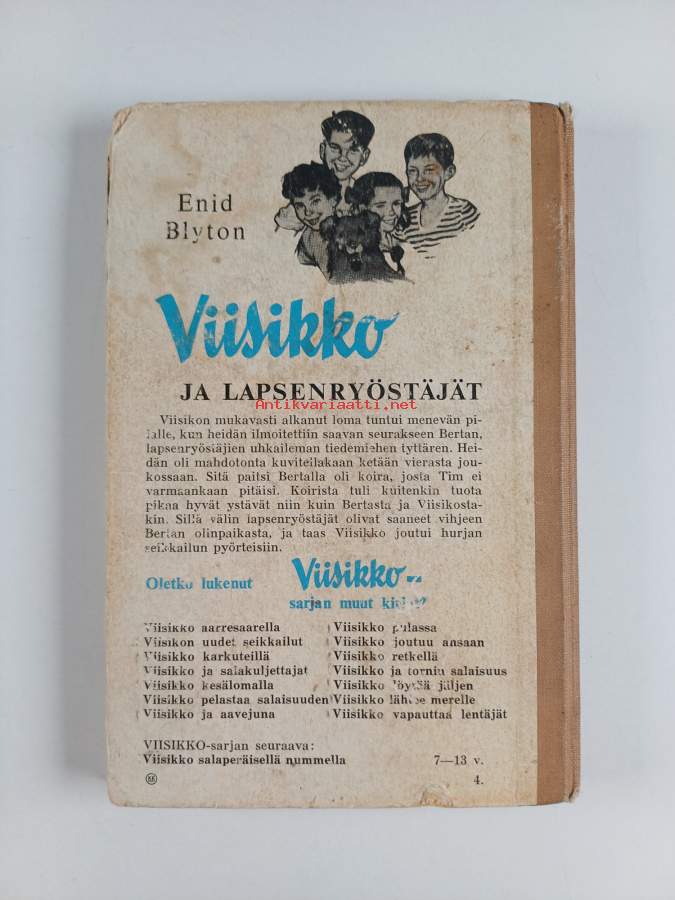 Enid
Blyton
Viisikko
JA LAPSENRYÖSTÄJÄT
Antikvariaatti.net
Viisikon mukavasti alkanut loma tuntui menevän pi-
lalle, kun heidän ilmoitettiin saavan seurakseen Bertan,
lapsenryösiäjien uhkaileman tiedemiehen tyttären. Hei-
dän oli mahdotonta kuvitellakaan ketään vierasta jou-
kossaan. Sitä paitsi Bertalla oli koira, josta Tim ei
varmaankaan pitäisi. Koirista tuli kuitenkin tuota
pikaa hyvät ystävät niin kuin Bertasta ja Viisikosta-
kin. Sillä välin lapsenryöstäjät olivat saaneet vihjeen
Bertan olinpaikasta, ja taas Viisikko joutui hurjan
seikkailun pyörteisiin.
Oletko lukenut Viisikko-
sarjan muut kirjat?
Viisikko aarresaarella
Viisikon uudet seikkailut
Viisikko karkuteillä
Viisikko ja salakuljettajat
Viisikko kesälomalla
Viisikko pelastaa salaisuuden
Viisikko ja aavejuna
Viisikko pulassa
Viisikko joutuu ansaan
Viisikko retkellä
Viisikko ja tornin salaisuus
Viisikko löytää jäljen
Viisikko lähtee merelle
Viisikko vapauttaa lentäjät
VIISIKKO-sarjan seuraava:
Viisikko salaperäisellä nummella
7—13 v.
4.